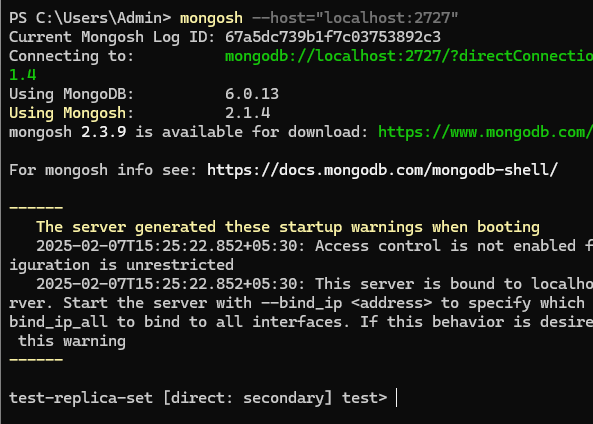 PS C:\Users\Admin> mongosh --host="localhost:2727"
Current Mongosh Log ID: 67a5dc739b1f7c03753892c3
Connecting to: mongodb://localhost:2727/?directConnectio
1.4
Using MongoDB: 6.0.13
Using Mongosh: 2.1.4
mongosh 2.3.9 is available for download: https://www.mongodb.com/
For mongosh info see: https://docs.mongodb.com/mongodb-shell/
------
The server generated these startup warnings when booting
2025-02-07T15:25:22.852+05:30: Access control is not enabled f
iguration is unrestricted
2025-02-07T15:25:22.852+05:30: This server is bound to localho
rver. Start the server with --bind_ip <address> to specify which
bind_ip_all to bind to all interfaces. If this behavior is desire
this warning
------
test-replica-set [direct: secondary] test>